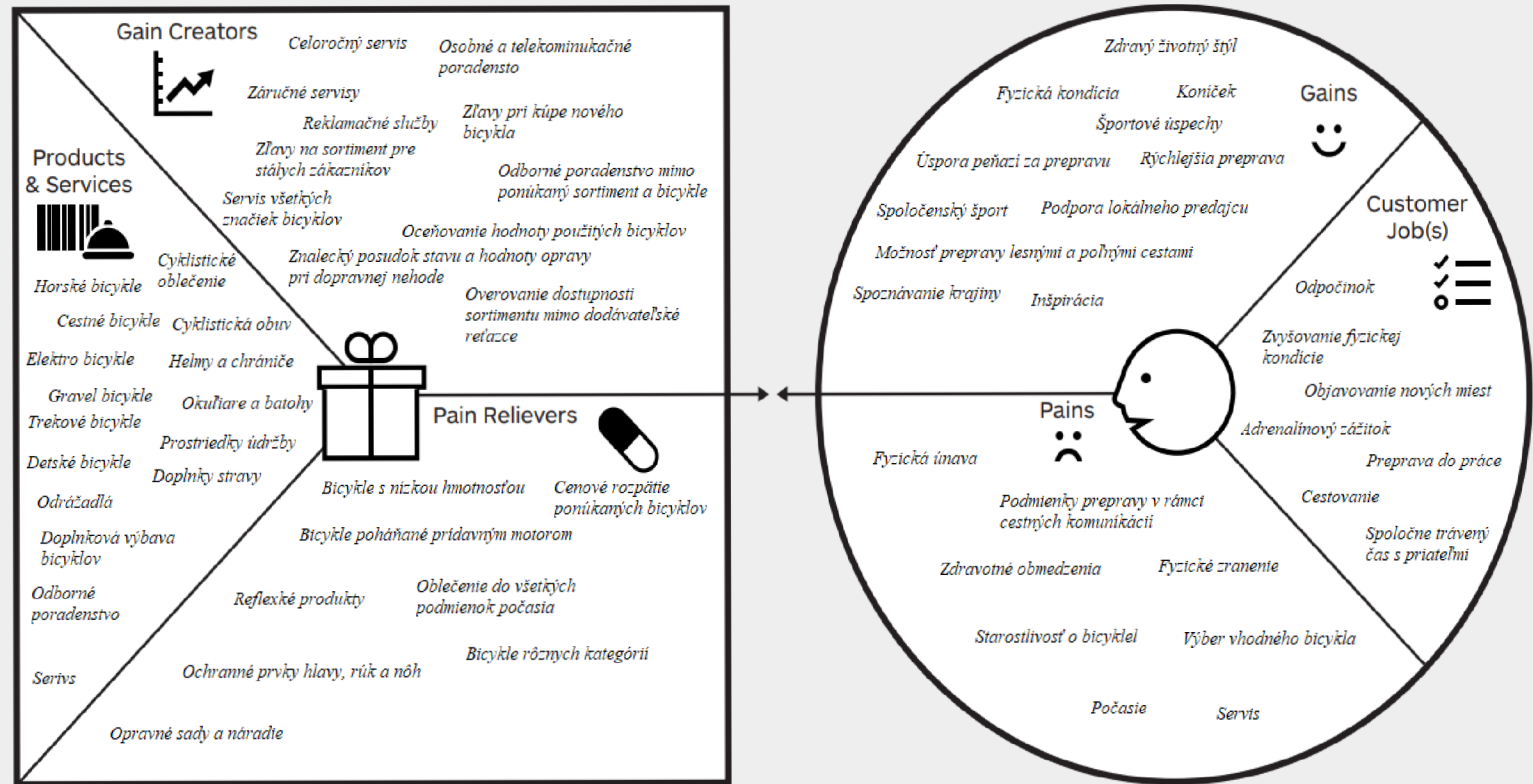 Gain Creators
Celoročný servis
Osobné a telekominukačné
poradensto
Záručné servisy
Reklamačné služby
Zľavy pri kúpe nového
bicykla
Zľavy na sortiment pre
stálych zákazníkov
Odborné poradenstvo mimo
ponúkaný sortiment a bicykle
Servis všetkých
značiek bicyklov
Oceňovanie hodnoty použitých bicyklov
Znalecký posudok stavu a hodnoty opravy
pri dopravnej nehode
Overovanie dostupnosti
sortimentu mimo dodávateľské
reťazce
Products
& Services
Cyklistické
oblečenie
Horské bicykle
Cestné bicykle
Cyklistická obuv
Elektro bicykle
Helmy a chrániče
Gravel bicykle
Okuliare a batohy
Trekové bicykle
Prostriedky údržby
Detské bicykle
Doplnky stravy
Odrážadlá
Doplnková výbava
bicyklov
Odborné
poradenstvo
Serivs
Pain Relievers
Bicykle s nízkou hmotnosťou
Cenové rozpätie
ponúkaných bicyklov
Bicykle poháňané prídavným motorom
Reflexké produkty
Oblečenie do všetkých
podmienok počasia
Bicykle rôznych kategórií
Ochranné prvky hlavy, rúk a nôh
Opravné sady a náradie
Gains
Zdravý životný štýl
Fyzická kondícia
Koníček
Športové úspechy
Úspora peňazí za prepravu
Rýchlejšia preprava
Spoločenský šport
Podpora lokálneho predajcu
Možnosť prepravy lesnými a poľnými cestami
Spoznávanie krajiny
Inšpirácia
Customer
Job(s)
Odpočinok
Zvyšovanie fyzickej
kondície
Objavovanie nových miest
Adrenalínový zážitok
Preprava do práce
Cestovanie
Spoločne trávený
čas s priateľmi
Pains
Fyzická únava
Podmienky prepravy v rámci
cestných komunikácií
Zdravotné obmedzenia
Fyzické zranenie
Starostlivosť o bicyklel
Výber vhodného bicykla
Počasie
Servis